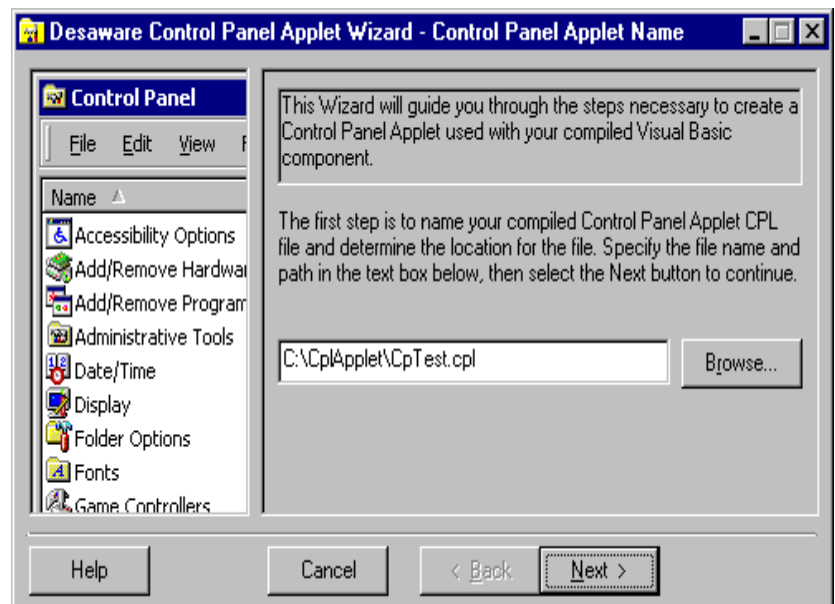 Desaware Control Panel Applet Wizard - Control Panel Applet Name
Control Panel
File Edit View
Name
Accessibility Options
Add/Remove Hardwar
Add/Remove Program
Administrative Tools
Date/Time
Display
Folder Options
Fonts
Game Controllers
This Wizard will guide you through the steps necessary to create a
Control Panel Applet used with your compiled Visual Basic
component.
The first step is to name your compiled Control Panel Applet CPL
file and determine the location for the file. Specify the file name and
path in the text box below, then select the Next button to continue.
C:\CplApplet\CpTest.cpl
Browse...
Help
Cancel
< Back
Next >